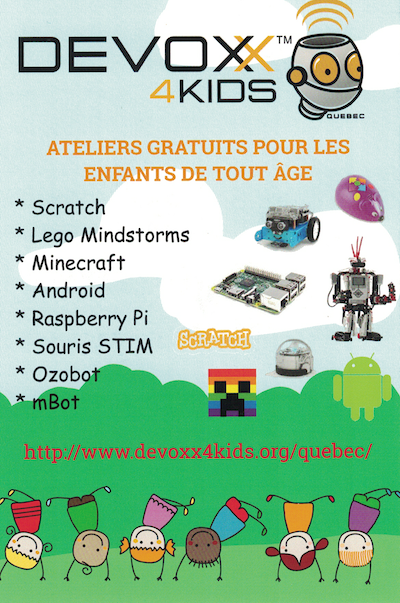 DEVOXX™
4KIDS
QUEBEC
ATELIERS GRATUITS POUR LES
ENFANTS DE TOUT ÂGE
* Scratch
* Lego Mindstorms
* Minecraft
* Android
* Raspberry Pi
* Souris STIM
* Ozobot
* mBot
SCRATCH
http://www.devoxx4kids.org/quebec/